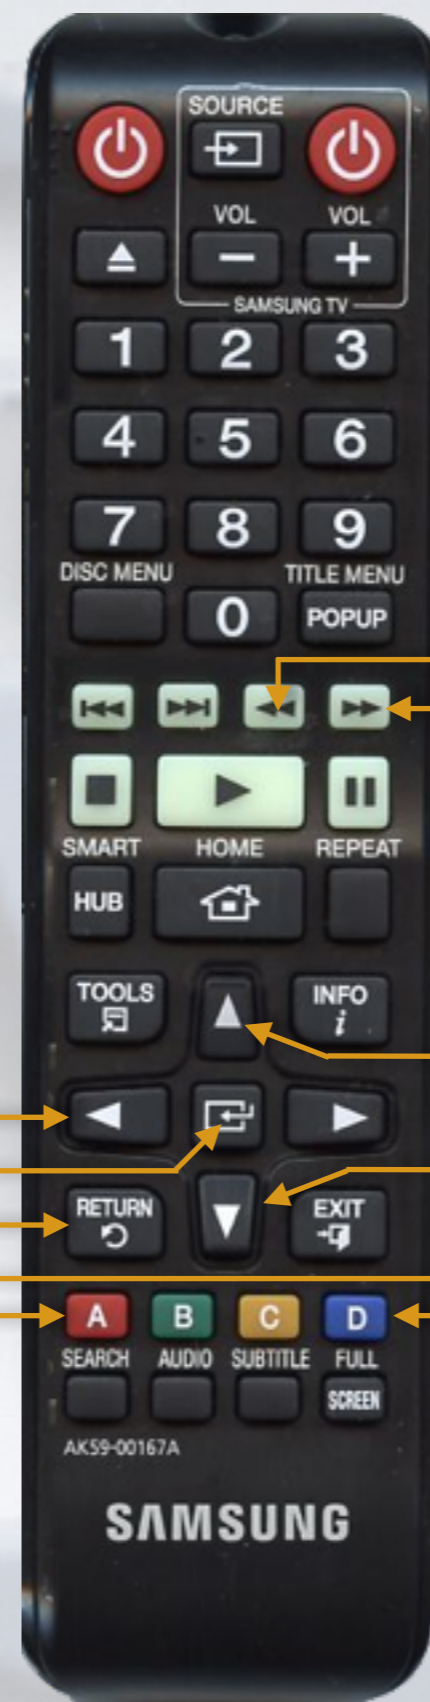 SOURCE
VOL VOL
SAMSUNG TV
1 2 3
4 5 6
7 8 9
DISC MENU TITLE MENU
0 POPUP
SMART HOME REPEAT
HUB
TOOLS INFO
i
RETURN EXIT
A B C D
SEARCH AUDIO SUBTITLE FULL
SCREEN
AK59-00167A
SAMSUNG